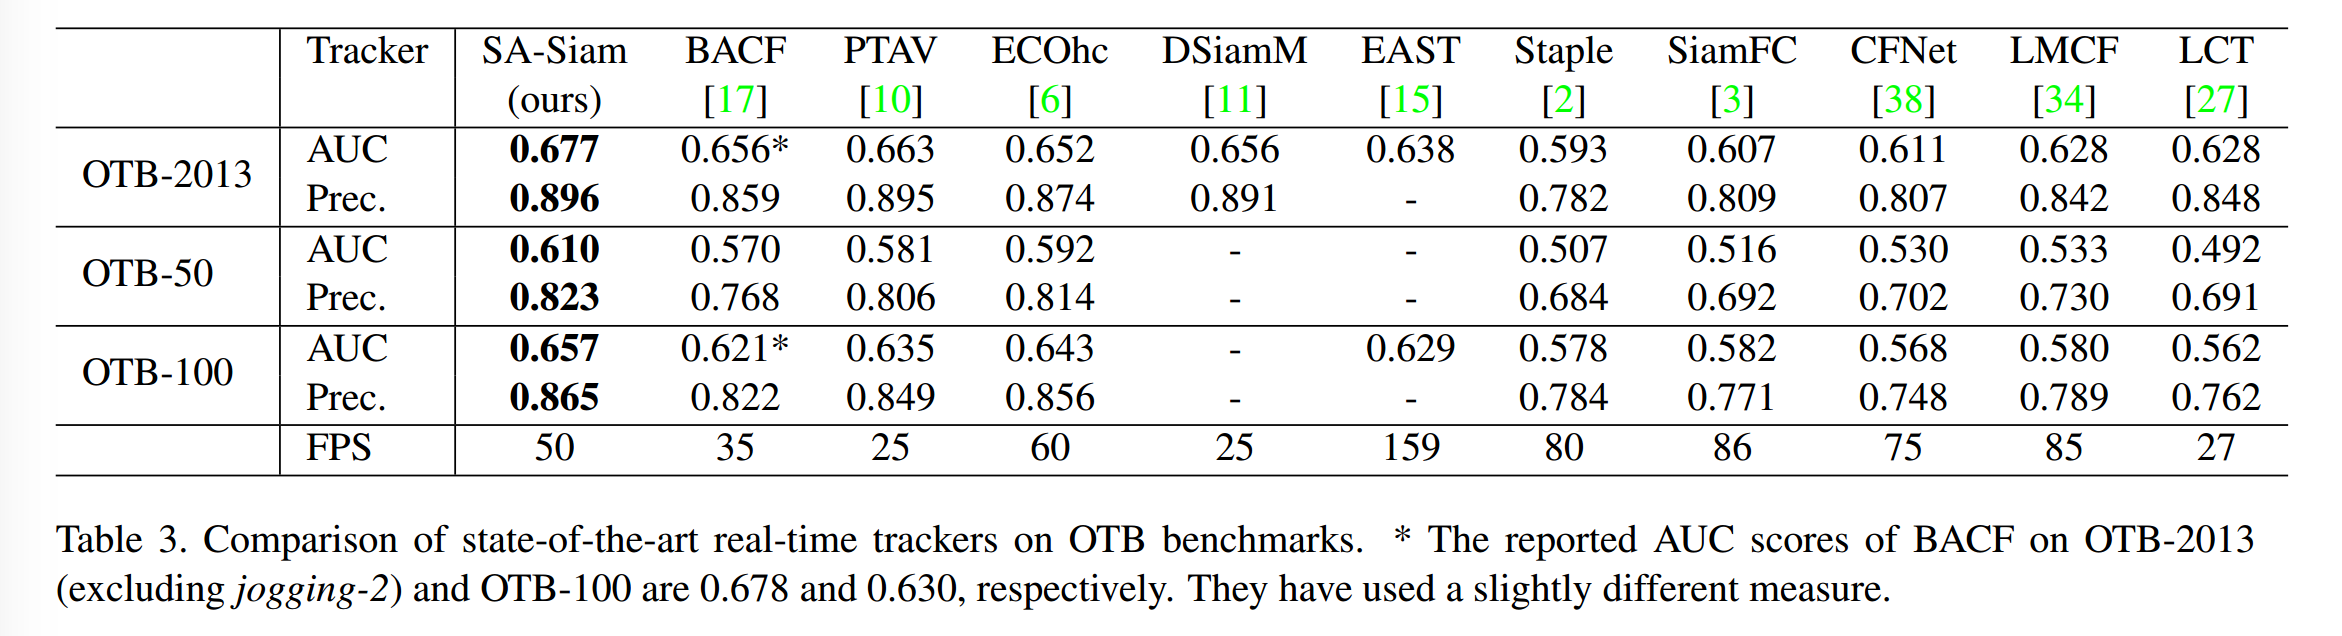 Tracker SA-Siam BACF PTAV ECOhc DSiamM EAST Staple SiamFC CFNet LMCF LCT
(ours) [17] [10] [6] [11] [15] [2] [3] [38] [34] [27]
OTB-2013 AUC 0.677 0.656* 0.663 0.652 0.656 0.638 0.593 0.607 0.611 0.628 0.628
Prec. 0.896 0.859 0.895 0.874 0.891 - 0.782 0.809 0.807 0.842 0.848
OTB-50 AUC 0.610 0.570 0.581 0.592 - - 0.507 0.516 0.530 0.533 0.492
Prec. 0.823 0.768 0.806 0.814 - - 0.684 0.692 0.702 0.730 0.691
OTB-100 AUC 0.657 0.621* 0.635 0.643 - 0.629 0.578 0.582 0.568 0.580 0.562
Prec. 0.865 0.822 0.849 0.856 - - 0.784 0.771 0.748 0.789 0.762
FPS 50 35 25 60 25 159 80 86 75 85 27
Table 3. Comparison of state-of-the-art real-time trackers on OTB benchmarks. * The reported AUC scores of BACF on OTB-2013
(excluding jogging-2) and OTB-100 are 0.678 and 0.630, respectively. They have used a slightly different measure.